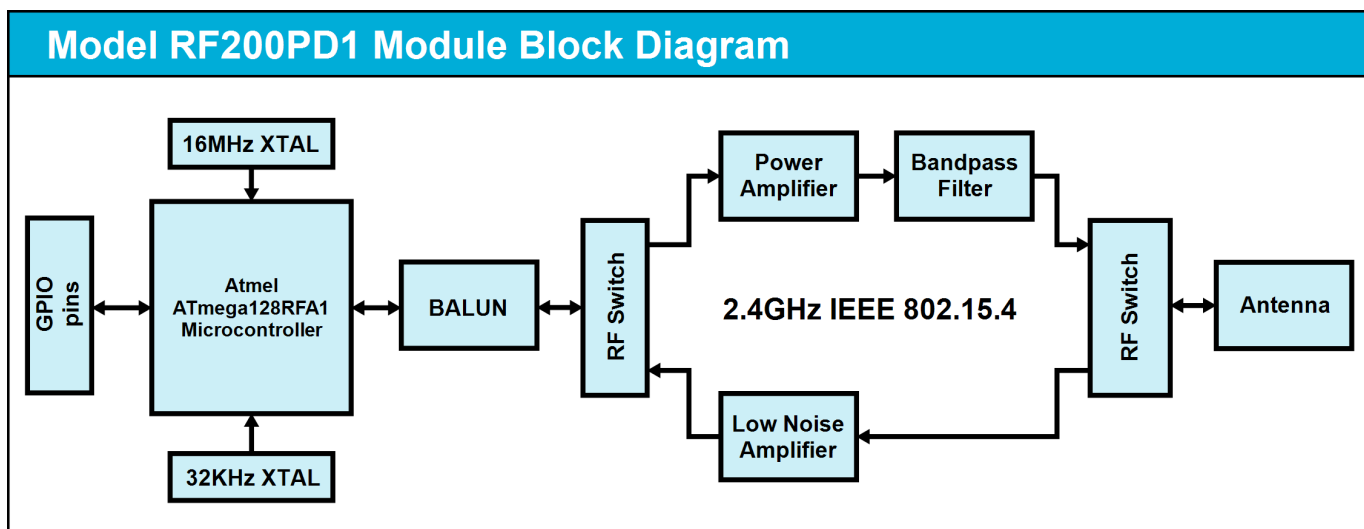 Model RF200PD1 Module Block Diagram
16MHz XTAL
GPIO
pins
Atmel
ATmega128RFA1
Microcontroller
32KHz XTAL
BALUN
RF Switch
Power
Amplifier
Bandpass
Filter
2.4GHz IEEE 802.15.4
Low Noise
Amplifier
RF Switch
Antenna